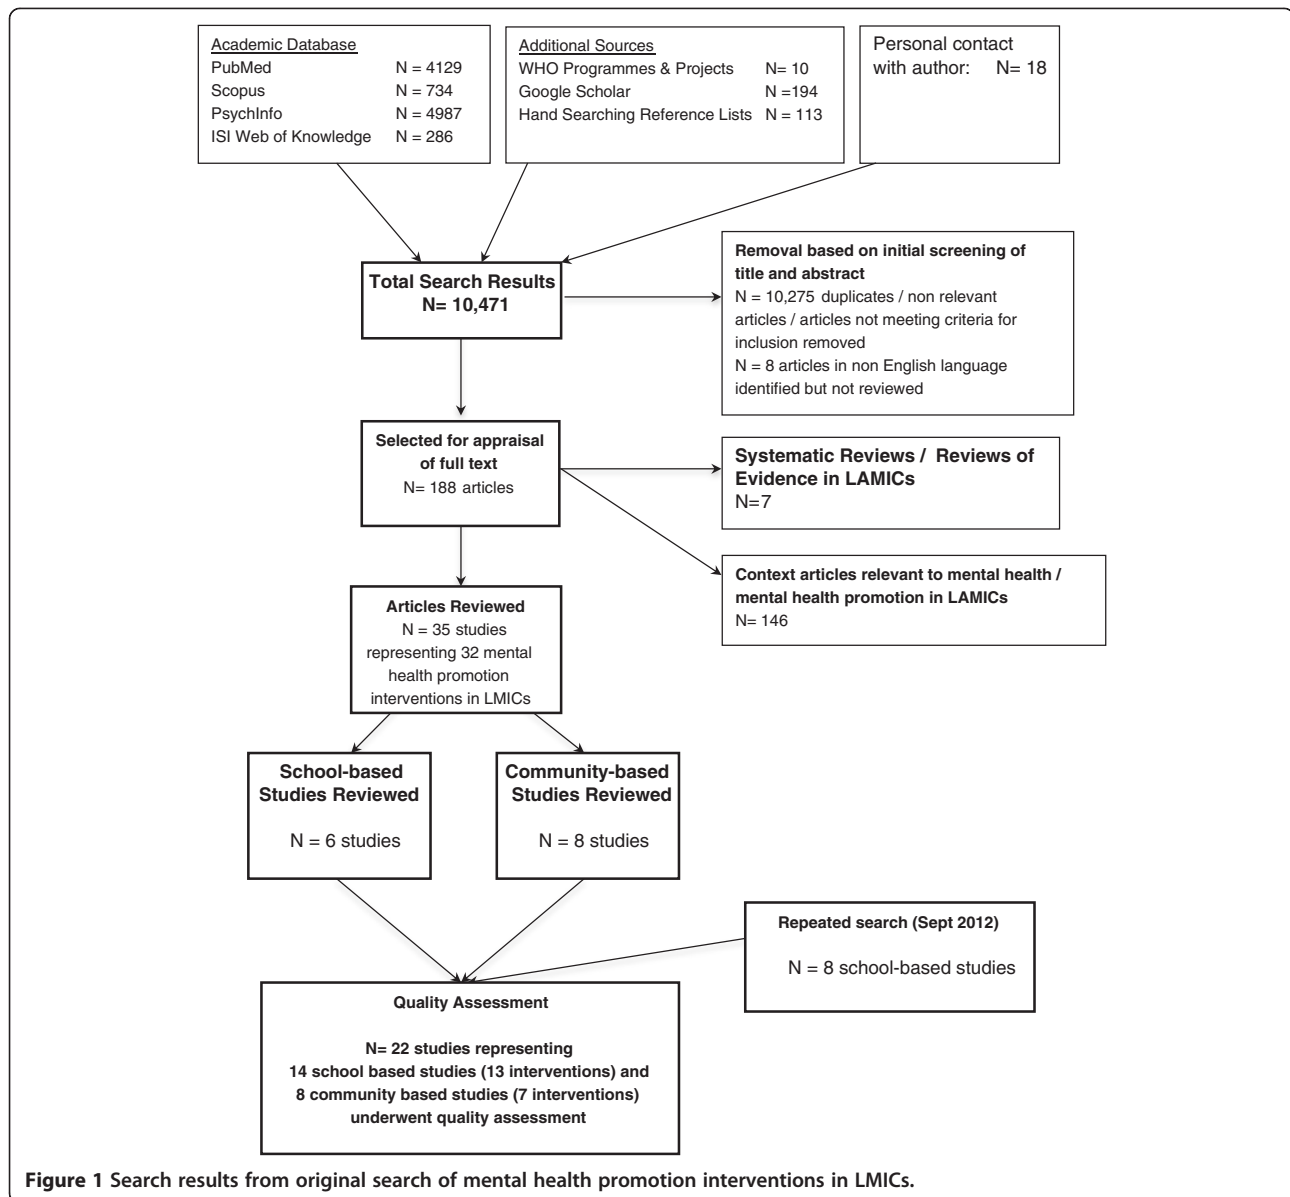 Academic Database
PubMed N = 4129
Scopus N = 734
PsychInfo N = 4987
ISI Web of Knowledge N = 286
Additional Sources
WHO Programmes & Projects N= 10
Google Scholar N =194
Hand Searching Reference Lists N = 113
Personal contact
with author: N= 18
Total Search Results
N= 10,471
Removal based on initial screening of
title and abstract
N = 10,275 duplicates / non relevant
articles / articles not meeting criteria for
inclusion removed
N = 8 articles in non English language
identified but not reviewed
Selected for appraisal
of full text
N= 188 articles
Systematic Reviews / Reviews of
Evidence in LAMICs
N=7
Context articles relevant to mental health /
mental health promotion in LAMICs
N= 146
Articles Reviewed
N = 35 studies
representing 32 mental
health promotion
interventions in LMICs
School-based
Studies Reviewed
N = 6 studies
Community-based
Studies Reviewed
N = 8 studies
Repeated search (Sept 2012)
N = 8 school-based studies
Quality Assessment
N= 22 studies representing
14 school based studies (13 interventions) and
8 community based studies (7 interventions)
underwent quality assessment
Figure 1 Search results from original search of mental health promotion interventions in LMICs.